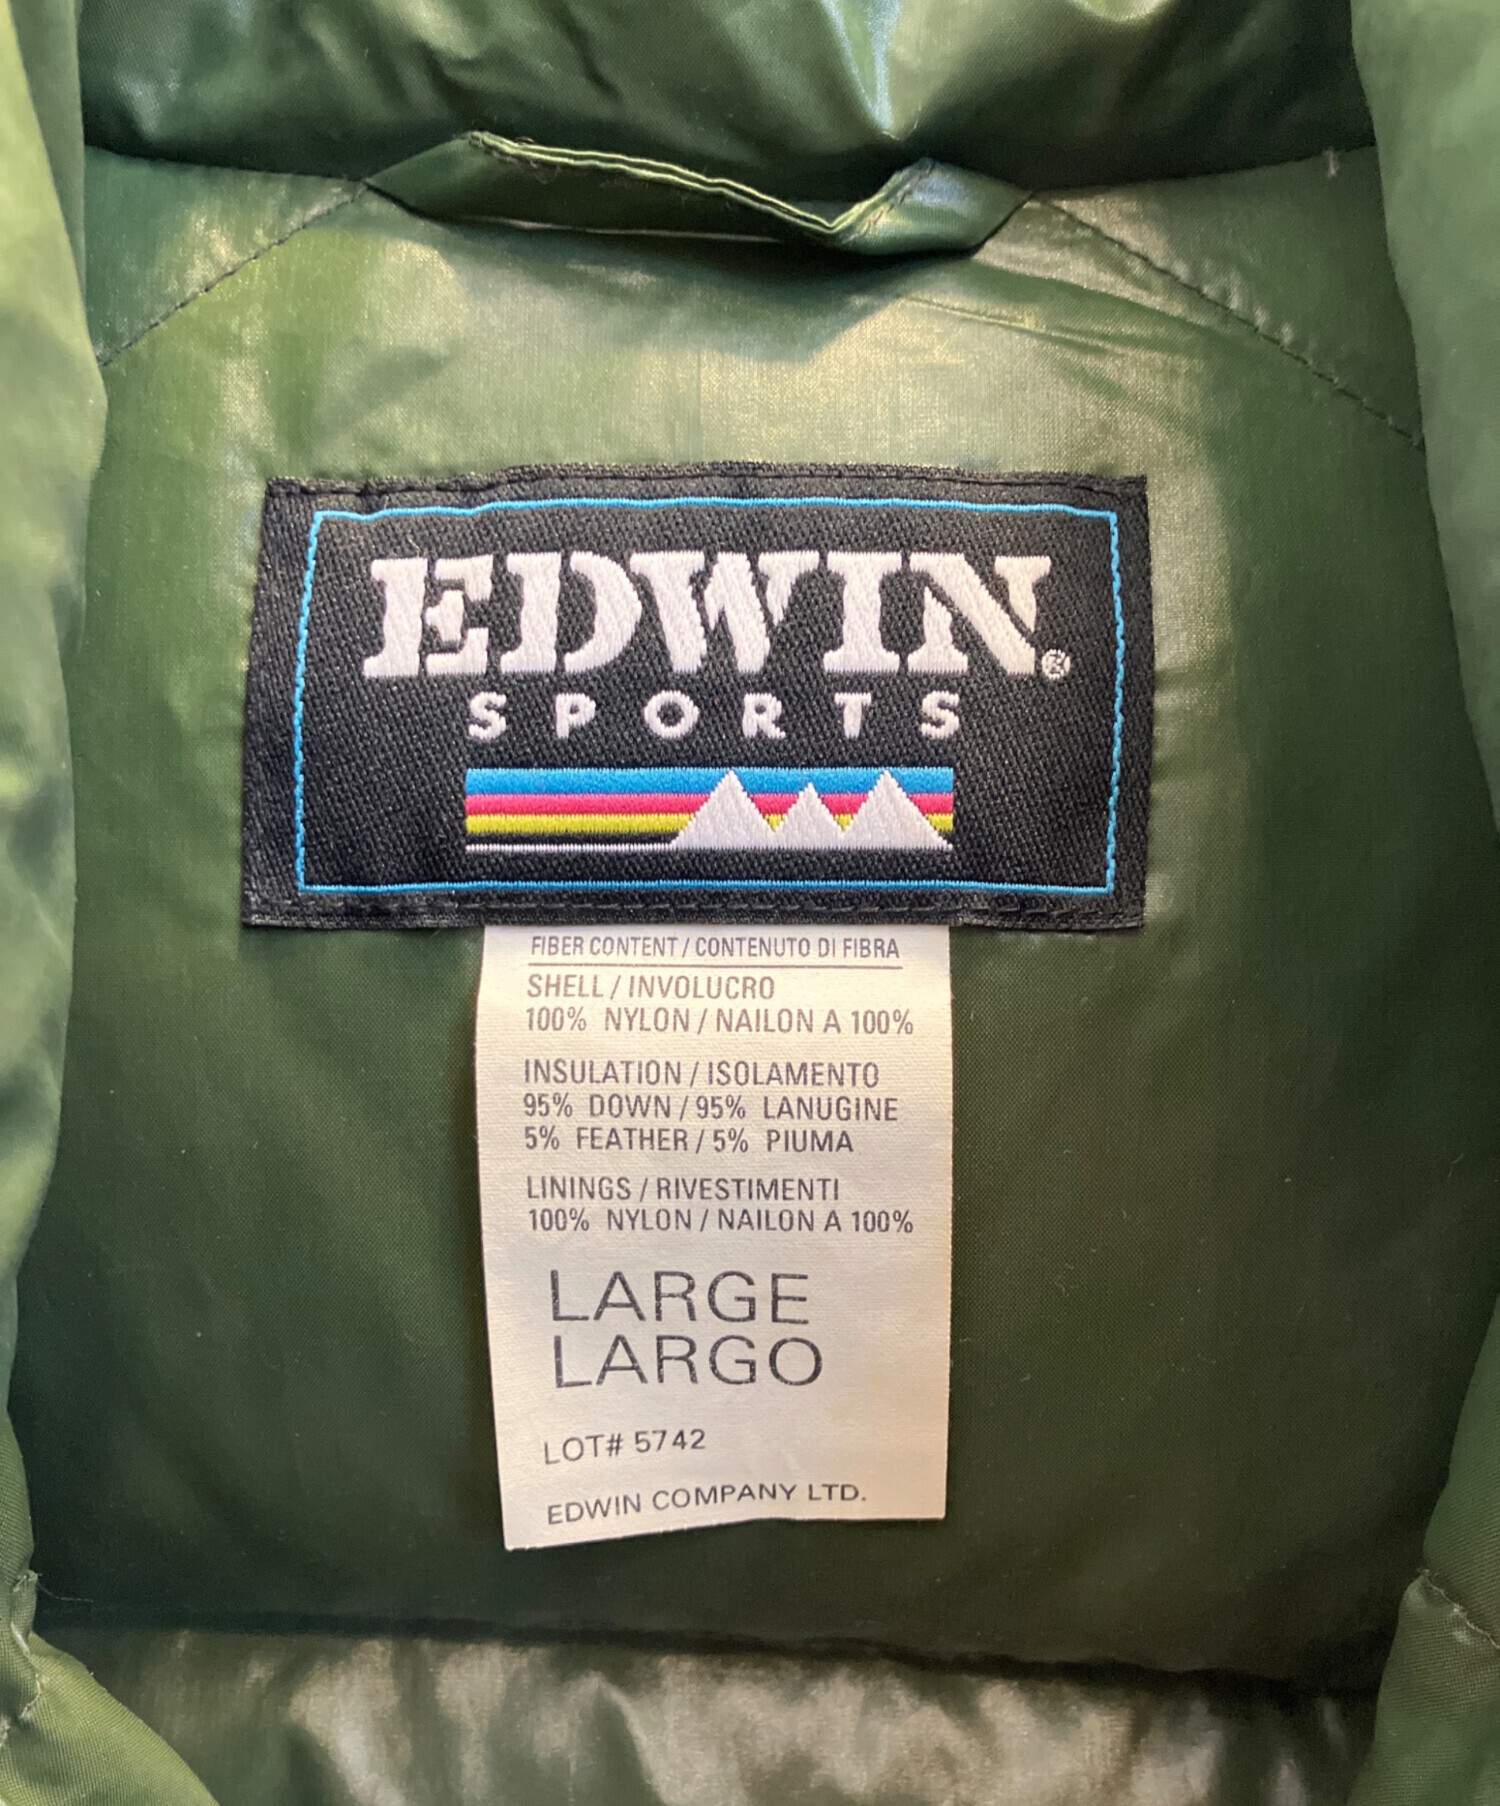 EDWIN®
SPORTS
FIBER CONTENT / CONTENUTO DI FIBRA
SHELL / INVOLUCRO
100% NYLON / NAILON A 100%
INSULATION / ISOLAMENTO
95% DOWN / 95% LANUGINE
5% FEATHER / 5% PIUMA
LININGS / RIVESTIMENTI
100% NYLON / NAILON A 100%
LARGE
LARGO
LOT# 5742
EDWIN COMPANY LTD.